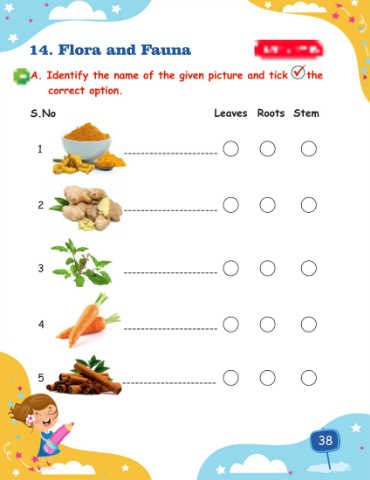 14. Flora and Fauna
A. Identify the name of the given picture and tick the
correct option.
S.No Leaves Roots Stem
1
2
3
4
5
38